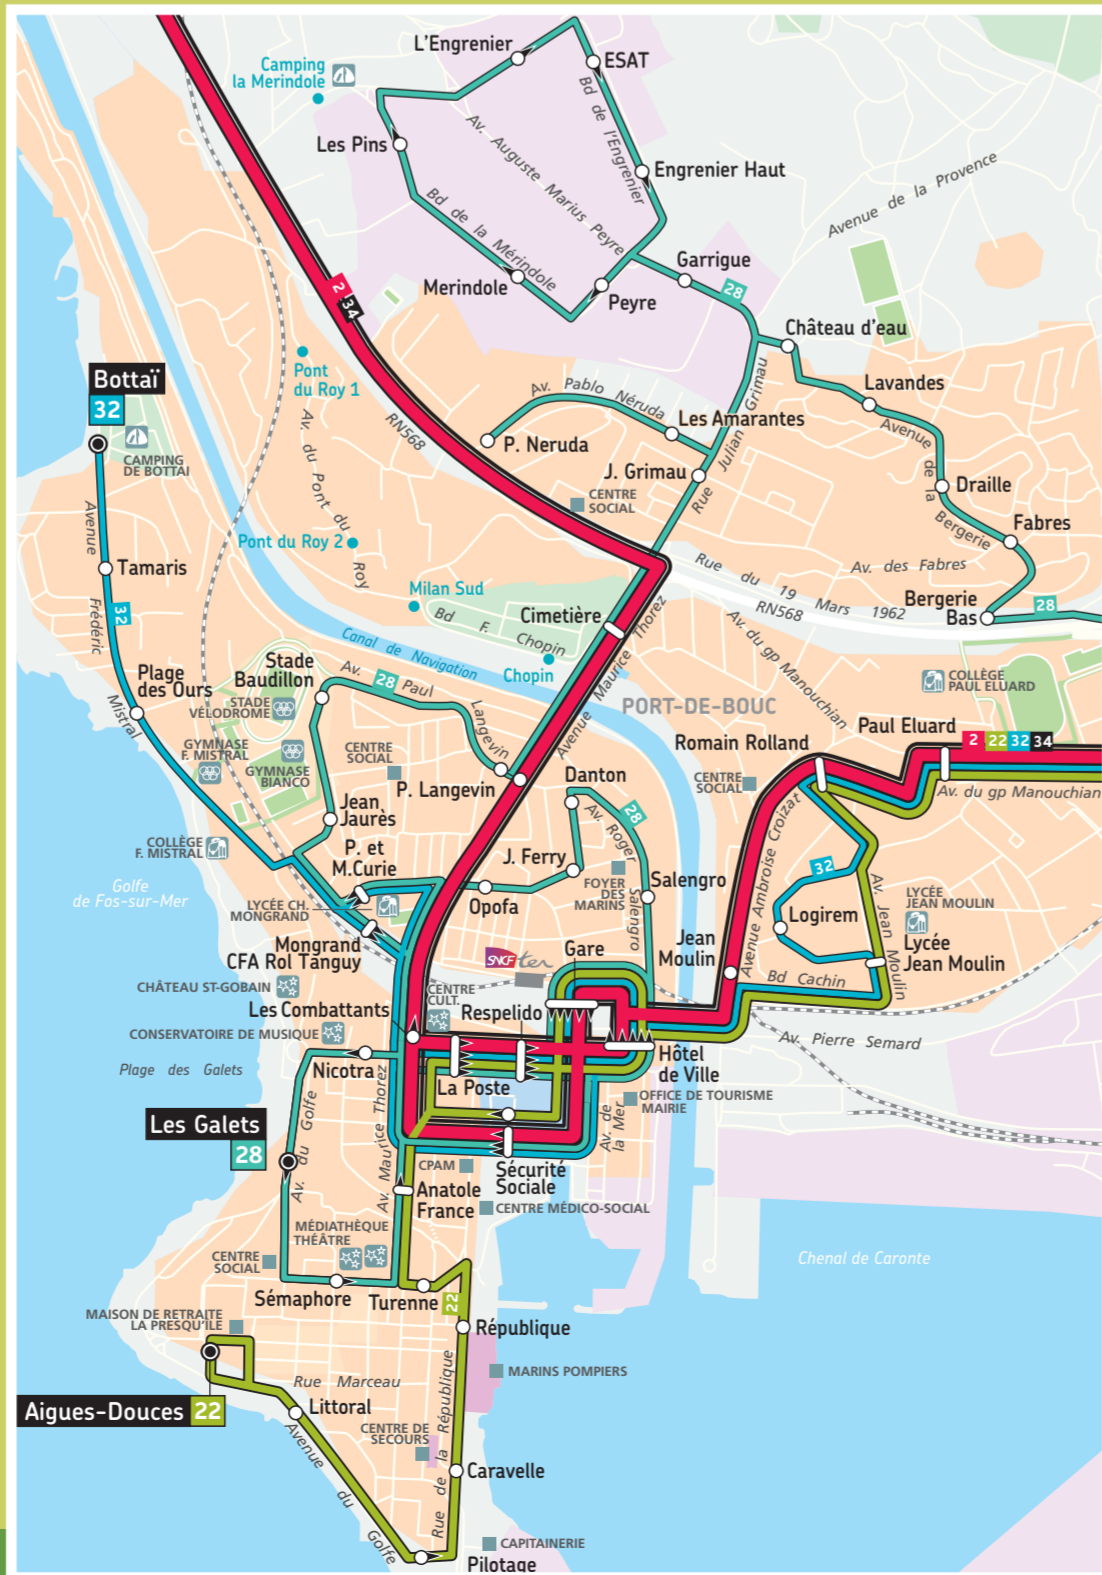 L'Engrenier
ESAT
Camping
la Merindole
Bd de l'Engrenier
Les Pins
Av. Auguste Marius Peyre
Engrenier Haut
Avenue de la Provence
Bd de la Mérindole
Garrigue
Merindole
Peyre
28
2
34
Château d'eau
Pont
du Roy 1
Bottaï
32
Lavandes
Av. Pablo Néruda
Rue Julian Grimau
RN568
Les Amarantes
P. Neruda
Avenue de la Bergerie
CAMPING
DE BOTTAI
Av. du Pont du Roy
J. Grimau
Draille
CENTRE
SOCIAL
Fabres
Avenue Frédéric Mistral
Pont du Roy 2
Tamaris
Rue du 19 Mars 1962
RN568
Av. des Fabres
Bergerie
Bas
28
32
Milan Sud
Bd F. Chopin
Cimetière
Canal de Navigation
Chopin
Avenue Maurice Thorez
Av. du gp Manouchian
Plage
des Ours
Stade
Baudillon
Av. Paul Langevin
28
COLLÈGE
PAUL ELUARD
STADE
VÉLODROME
PORT-DE-BOUC
Paul Eluard
2 22 32 34
Romain Rolland
GYMNASE
F. MISTRAL
GYMNASE
BIANCO
CENTRE
SOCIAL
P. Langevin
Danton
CENTRE
SOCIAL
Av. du gp Manouchian
Jean
Jaurès
28
Av. Roger Salengro
Avenue Ambroise Croizat
COLLÈGE
F. MISTRAL
P. et
M.Curie
J. Ferry
32
Golfe
de Fos-sur-Mer
FOYER
DES
MARINS
Salengro
Av. Jean Moulin
LYCÉE
JEAN MOULIN
LYCÉE CH.
MONGRAND
Opofa
Logirem
Mongrand
CFA Rol Tanguy
SNCF ter
Gare
Jean
Moulin
Lycée
Jean Moulin
CHÂTEAU ST-GOBAIN
Bd Cachin
CENTRE
CULT.
Les Combattants
Respelido
CONSERVATOIRE DE MUSIQUE
Av. Pierre Semard
Plage des Galets
Nicotra
La Poste
Hôtel
de Ville
OFFICE DE TOURISME
MAIRIE
Les Galets
28
Av. du Golfe
Av. Maurice Thorez
Av. de la Mer
CPAM
Sécurité
Sociale
Anatole
France
CENTRE MÉDICO-SOCIAL
MÉDIATHÈQUE
THÉÂTRE
CENTRE
SOCIAL
Chenal de Caronte
Sémaphore
Turenne
22
MAISON DE RETRAITE
LA PRESQU'ÎLE
République
MARINS POMPIERS
Rue Marceau
Aigues-Douces 22
Littoral
Rue de la République
CENTRE DE
SECOURS
Caravelle
Avenue du Golfe
CAPITAINERIE
Pilotage